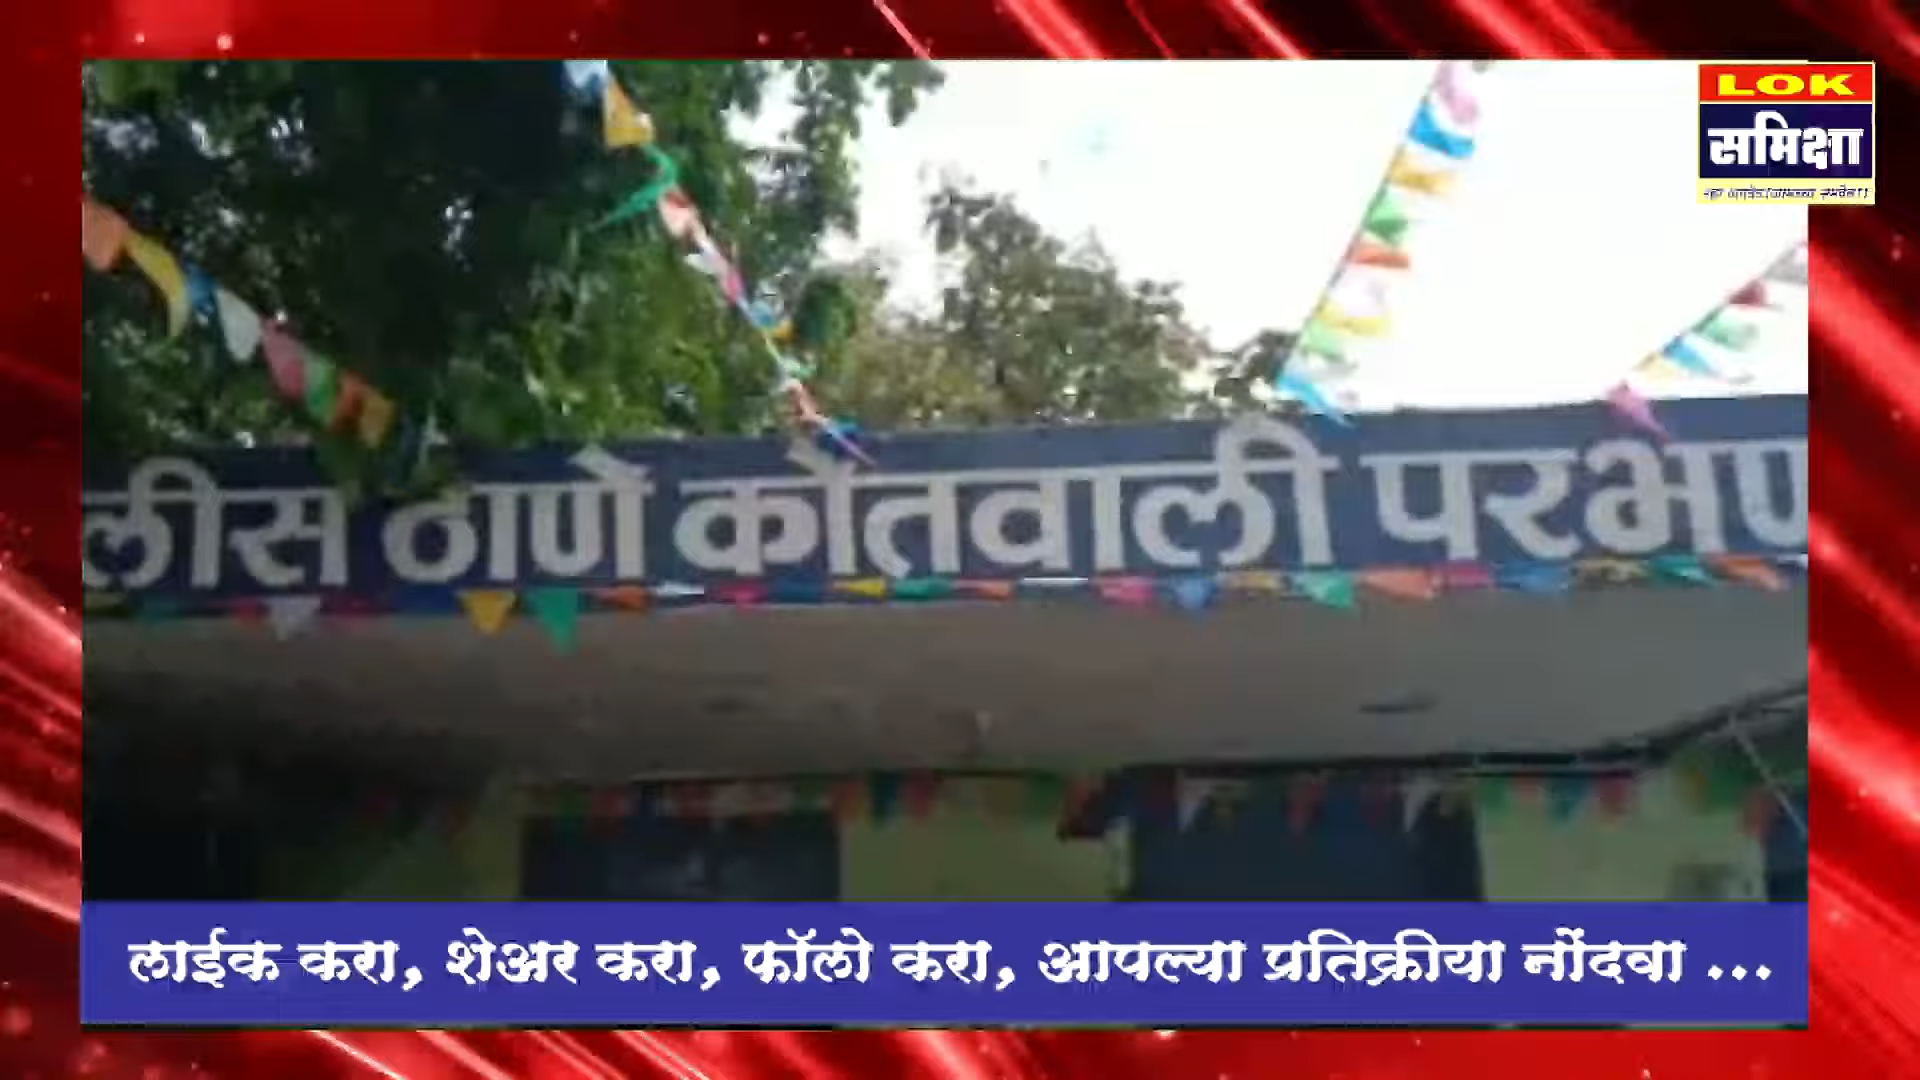 LOK
समिक्षा
लीस ठाणे कोतवाली परभण
लाईक करा, शेअर करा, फॉलो करा, आपल्या प्रतिक्रीया नोंदवा ...